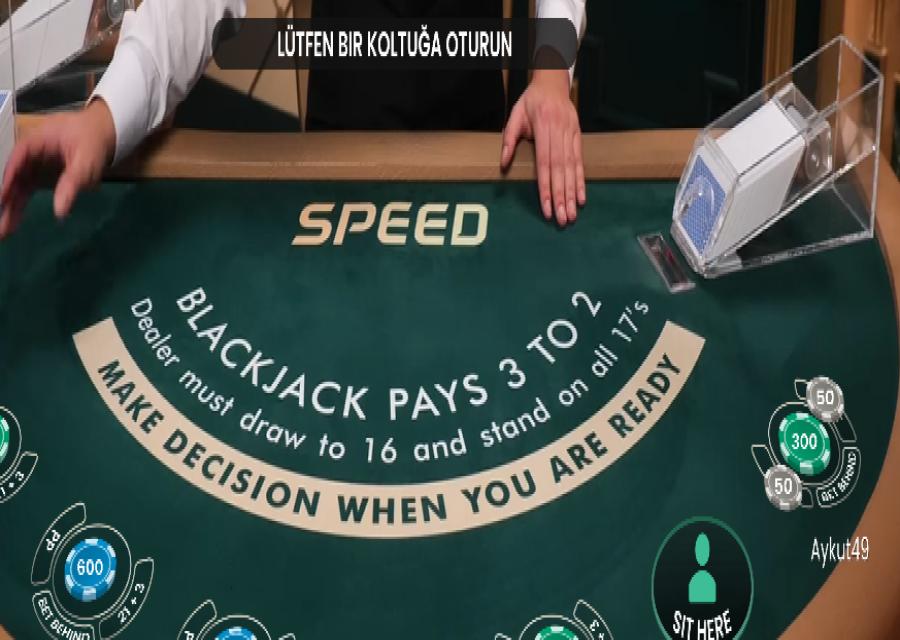 LÜTFEN BIR KOLTUĞA OTURUN
SPEED
BLACKJACK PAYS 3 TO 2
Dealer must draw to 16 and stand on all 17's
MAKE DECISION WHEN YOU ARE READY
50
300
50
BET BEHIND
Aykut49
+ 3
PP
600
21 + 3
BET BEHIND
SIT HERE
+ 3